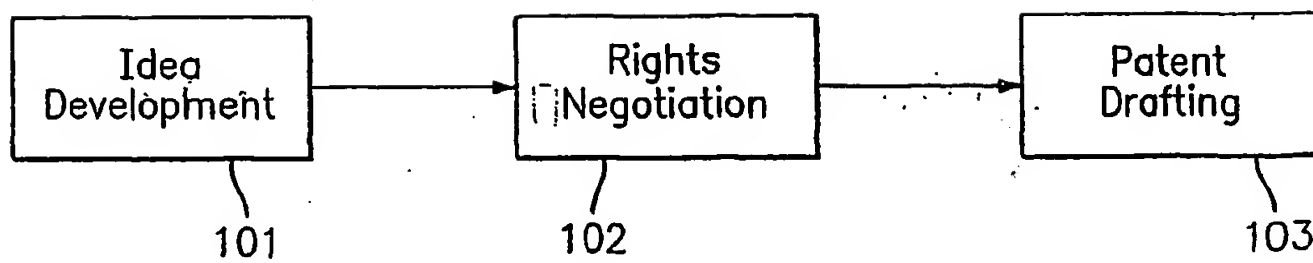 Idea
Development
Rights
Negotiation
Patent
Drafting
101
102
103